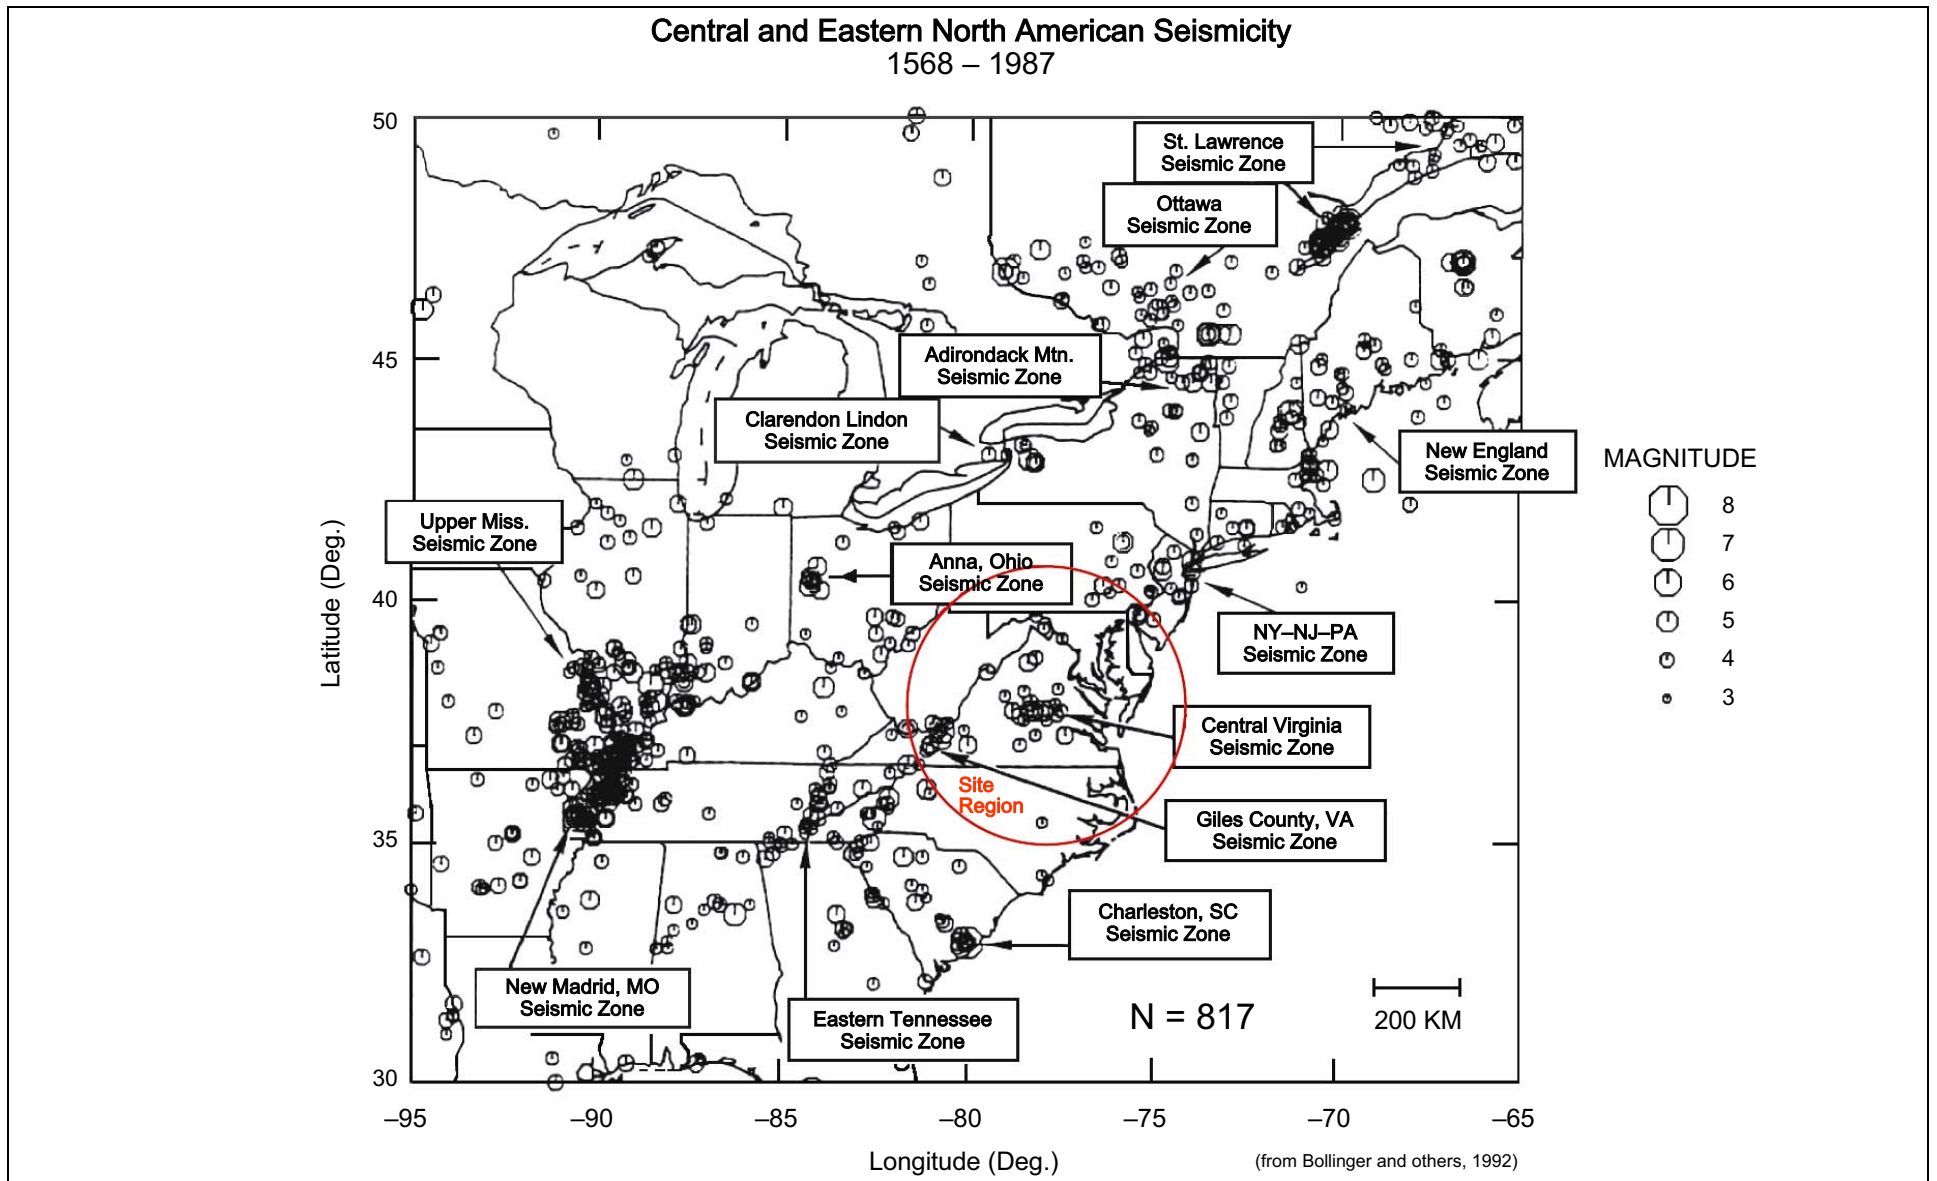 Central and Eastern North American Seismicity
1568 – 1987
50
45
40
35
30
Latitude (Deg.)
St. Lawrence
Seismic Zone
Ottawa
Seismic Zone
Adirondack Mtn.
Seismic Zone
Clarendon Lindon
Seismic Zone
New England
Seismic Zone
MAGNITUDE
8
7
6
5
4
3
Upper Miss.
Seismic Zone
Anna, Ohio
Seismic Zone
NY–NJ–PA
Seismic Zone
Central Virginia
Seismic Zone
Site
Region
Giles County, VA
Seismic Zone
Charleston, SC
Seismic Zone
New Madrid, MO
Seismic Zone
Eastern Tennessee
Seismic Zone
N = 817
200 KM
–95
–90
–85
–80
–75
–70
–65
Longitude (Deg.)
(from Bollinger and others, 1992)